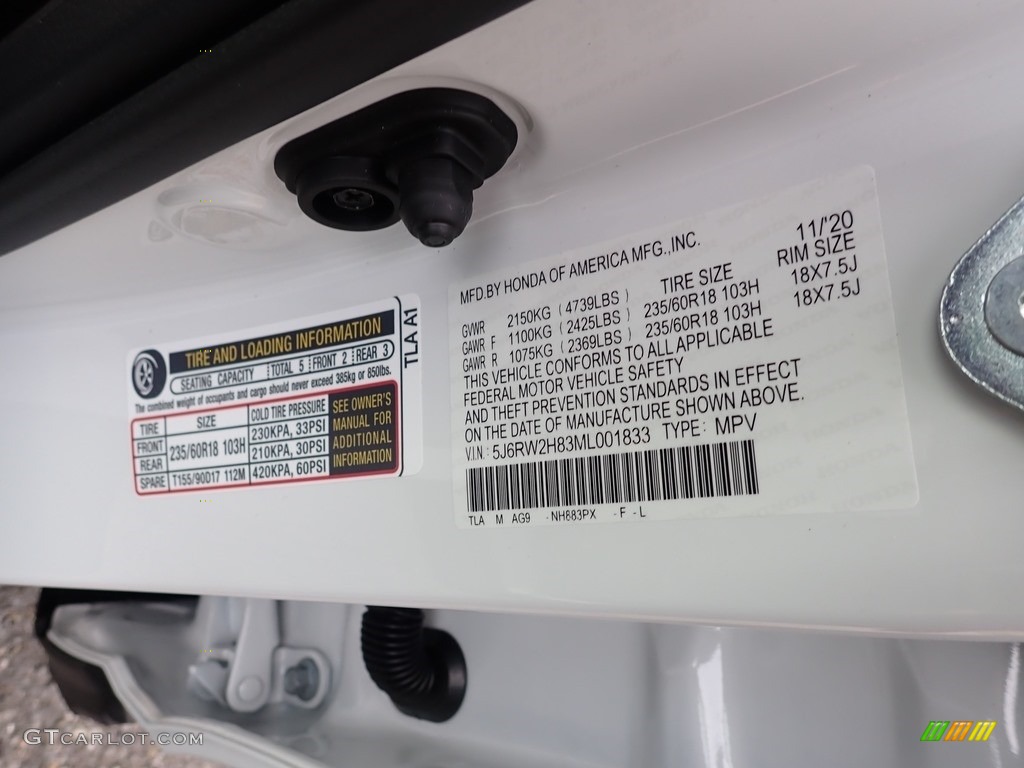 TIRE AND LOADING INFORMATION
SEATING CAPACITY TOTAL 5 FRONT 2 REAR 3
The combined weight of occupants and cargo should never exceed 385kg or 850lbs.
TIRE SIZE COLD TIRE PRESSURE
FRONT 235/60R18 103H 230KPA, 33PSI
REAR 210KPA, 30PSI
SPARE T155/90D17 112M 420KPA, 60PSI
SEE OWNER'S
MANUAL FOR
ADDITIONAL
INFORMATION
TLA A1
MFD.BY HONDA OF AMERICA MFG.,INC. 11/'20
TIRE SIZE RIM SIZE
GVWR 2150KG ( 4739LBS )
GAWR F 1100KG ( 2425LBS ) 235/60R18 103H 18X7.5J
GAWR R 1075KG ( 2369LBS ) 235/60R18 103H 18X7.5J
THIS VEHICLE CONFORMS TO ALL APPLICABLE
FEDERAL MOTOR VEHICLE SAFETY
AND THEFT PREVENTION STANDARDS IN EFFECT
ON THE DATE OF MANUFACTURE SHOWN ABOVE.
V.I.N: 5J6RW2H83ML001833 TYPE: MPV
TLA M AG9 -NH883PX -F -L
GTCARLOT.COM